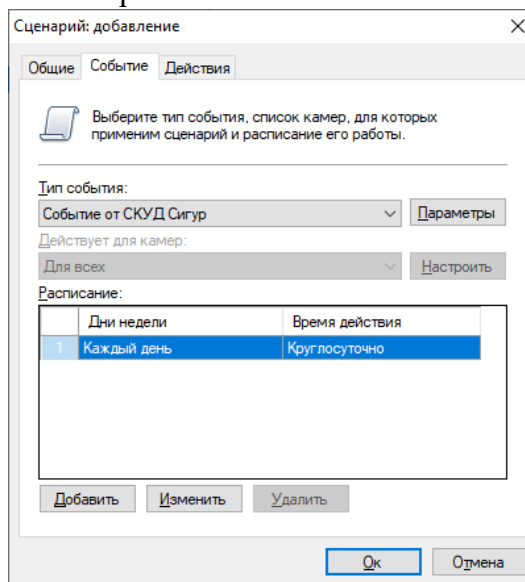 Сценарий: добавление
Общие Событие Действия
Выберите тип события, список камер, для которых
применим сценарий и расписание его работы.
Тип события:
Событие от СКУД Сигур Параметры
Действует для камер:
Для всех Настроить
Расписание:
Дни недели Время действия
1 Каждый день Круглосуточно
Добавить Изменить Удалить
Ок Отмена